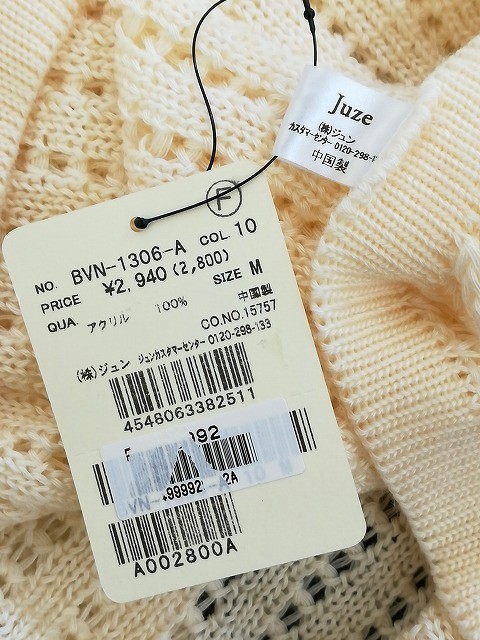 Juze
(株)ジュン
カスタマーセンター 0120-298-1
中国製
F
NO. BVN-1306-A COL. 10
PRICE ¥2,940 (2,800)
QUA. アクリル 100% SIZE M
中国製
CO.NO.15757
(株)ジュン ジュンカスタマーセンター 0120-298-133
4548063382511
A002800A